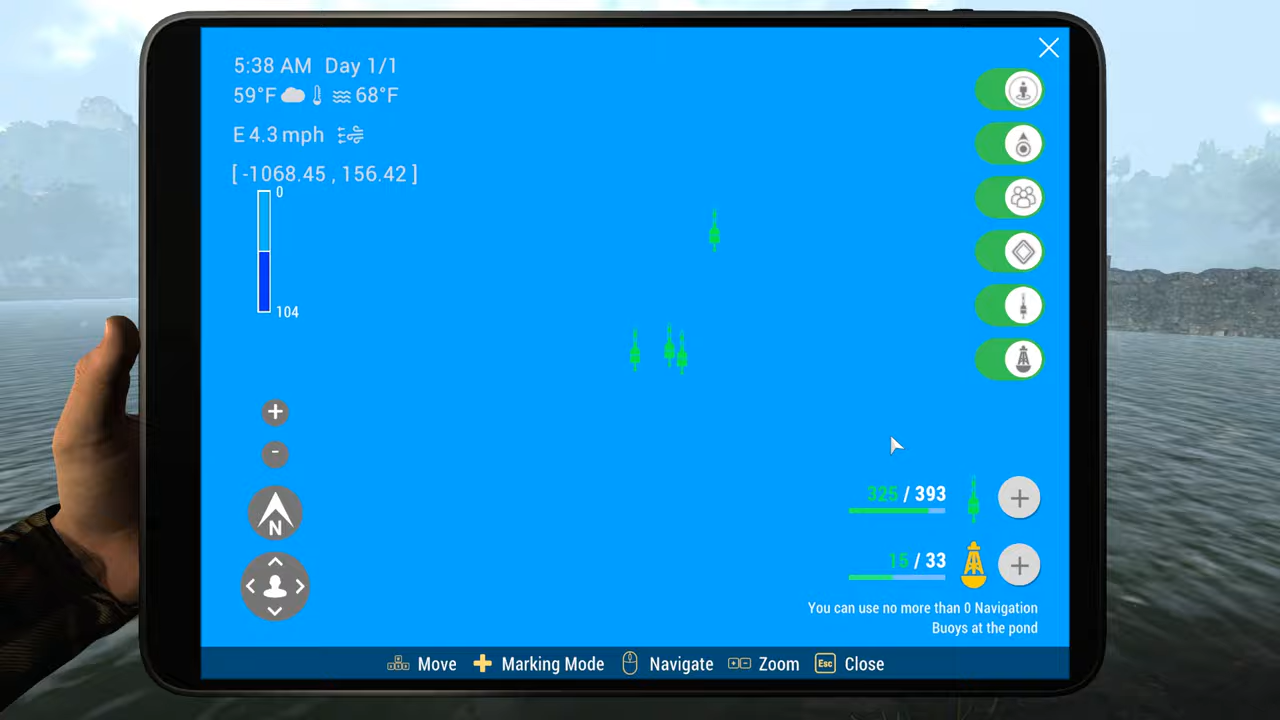 5:38 AM Day 1/1
59°F 68°F
E 4.3 mph
[ -1068.45 , 156.42 ]
0
104
+
-
N
325 / 393
15 / 33
You can use no more than 0 Navigation
Buoys at the pond
Move Marking Mode Navigate Zoom Esc Close